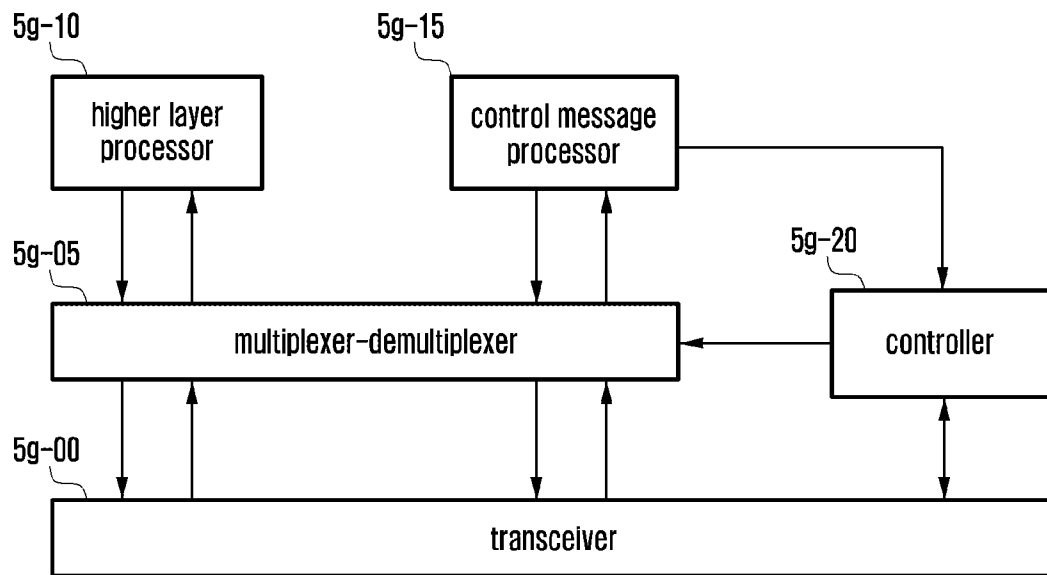 5g-10
5g-15
higher layer
processor
control message
processor
5g-05
5g-20
multiplexer-demultiplexer
controller
5g-00
transceiver